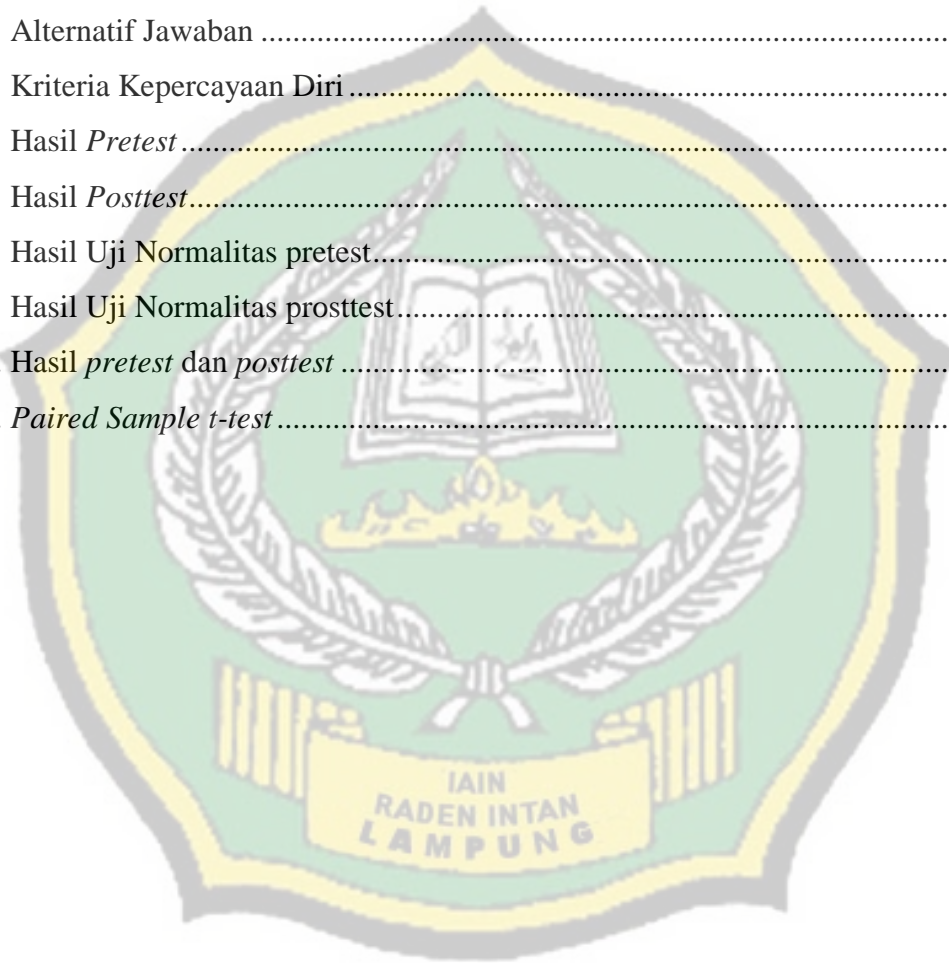 Alternatif Jawaban ....................................................................................
Kriteria Kepercayaan Diri .........................................................................
Hasil Pretest ..............................................................................................
Hasil Posttest.............................................................................................
Hasil Uji Normalitas pretest......................................................................
Hasil Uji Normalitas prosttest...................................................................
Hasil pretest dan posttest ..........................................................................
Paired Sample t-test ..................................................................................
IAIN
RADEN INTAN
LAMPUNG